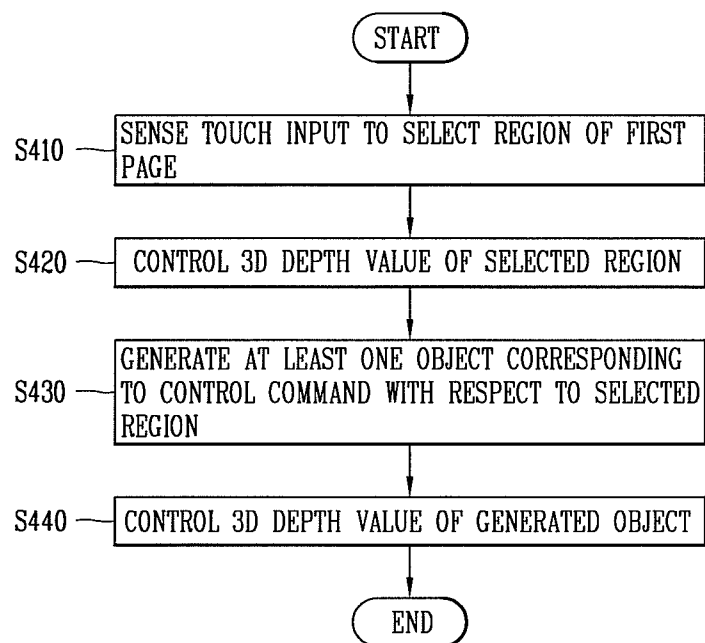 START
S410
SENSE TOUCH INPUT TO SELECT REGION OF FIRST
PAGE
S420
CONTROL 3D DEPTH VALUE OF SELECTED REGION
S430
GENERATE AT LEAST ONE OBJECT CORRESPONDING
TO CONTROL COMMAND WITH RESPECT TO SELECTED
REGION
S440
CONTROL 3D DEPTH VALUE OF GENERATED OBJECT
END